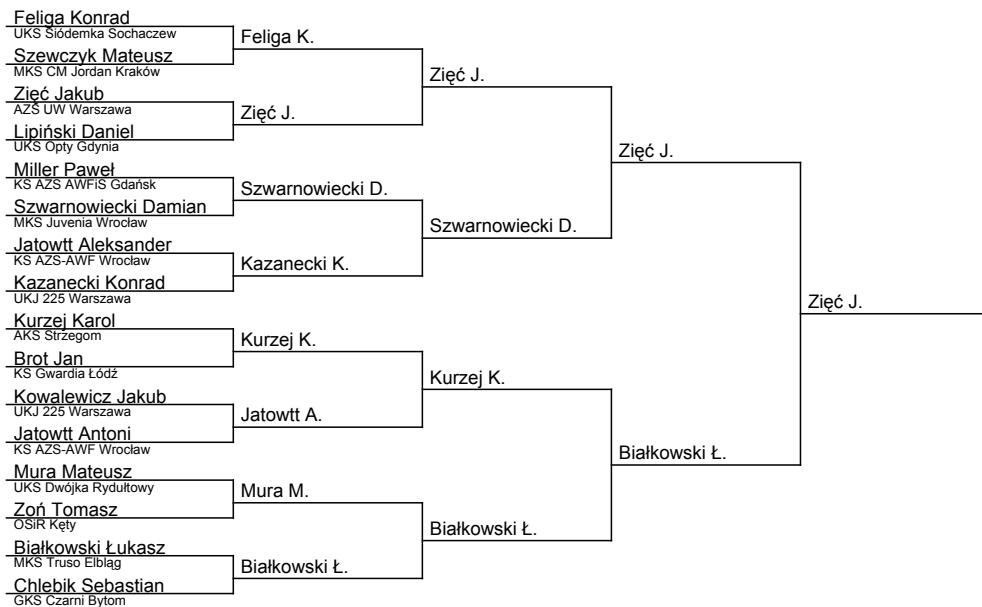 Feliga Konrad
UKS Siódemka Sochaczew
Szewczyk Mateusz
MKS CM Jordan Kraków
Zięć Jakub
AZS UW Warszawa
Lipiński Daniel
UKS Opty Gdynia
Miller Paweł
KS AZS AWFiS Gdańsk
Szwarnowiecki Damian
MKS Juvenia Wrocław
Jatowtt Aleksander
KS AZS-AWF Wrocław
Kazanecki Konrad
UKJ 225 Warszawa
Kurzej Karol
AKS Strzegom
Brot Jan
KS Gwardia Łódź
Kowalewicz Jakub
UKJ 225 Warszawa
Jatowtt Antoni
KS AZS-AWF Wrocław
Mura Mateusz
UKS Dwójka Rydułtowy
Zoń Tomasz
OSiR Kęty
Białkowski Łukasz
MKS Truso Elbląg
Chlebik Sebastian
GKS Czarni Bytom
Feliga K.
Zięć J.
Szwarnowiecki D.
Kazanecki K.
Kurzej K.
Jatowtt A.
Mura M.
Białkowski Ł.
Zięć J.
Szwarnowiecki D.
Kurzej K.
Białkowski Ł.
Zięć J.
Białkowski Ł.
Zięć J.